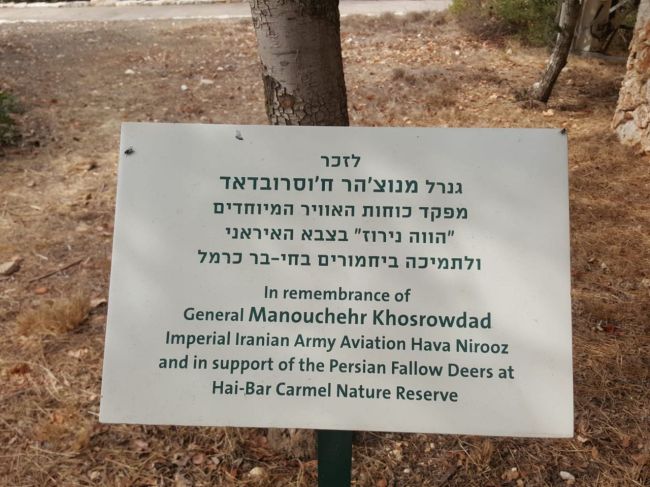 לזכר
גנרל מנוצ'הר ח'וסרובדאד
מפקד כוחות האוויר המיוחדים
"הווה נירוז" בצבא האיראני
ולתמיכה ביחמורים בחי-בר כרמל
In remembrance of
General Manouchehr Khosrowdad
Imperial Iranian Army Aviation Hava Nirooz
and in support of the Persian Fallow Deers at
Hai-Bar Carmel Nature Reserve